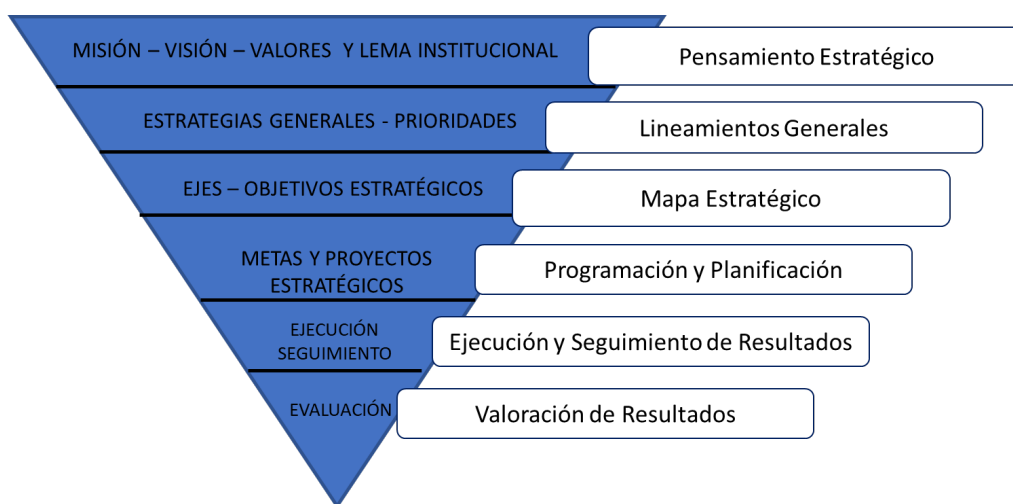 MISIÓN – VISIÓN – VALORES Y LEMA INSTITUCIONAL
Pensamiento Estratégico
ESTRATEGIAS GENERALES - PRIORIDADES
Lineamientos Generales
EJES – OBJETIVOS ESTRATÉGICOS
Mapa Estratégico
METAS Y PROYECTOS
ESTRATÉGICOS
Programación y Planificación
EJECUCIÓN
SEGUIMIENTO
Ejecución y Seguimiento de Resultados
EVALUACIÓN
Valoración de Resultados